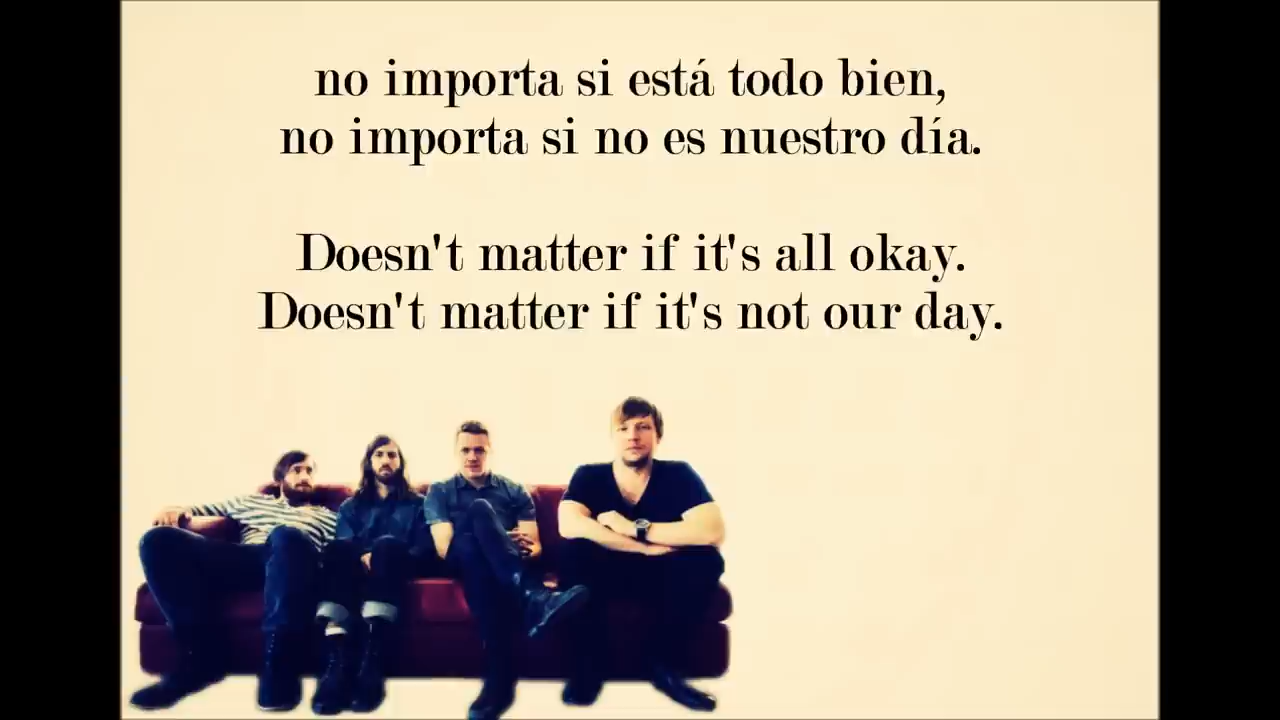 no importa si está todo bien,
no importa si no es nuestro día.
Doesn't matter if it's all okay.
Doesn't matter if it's not our day.